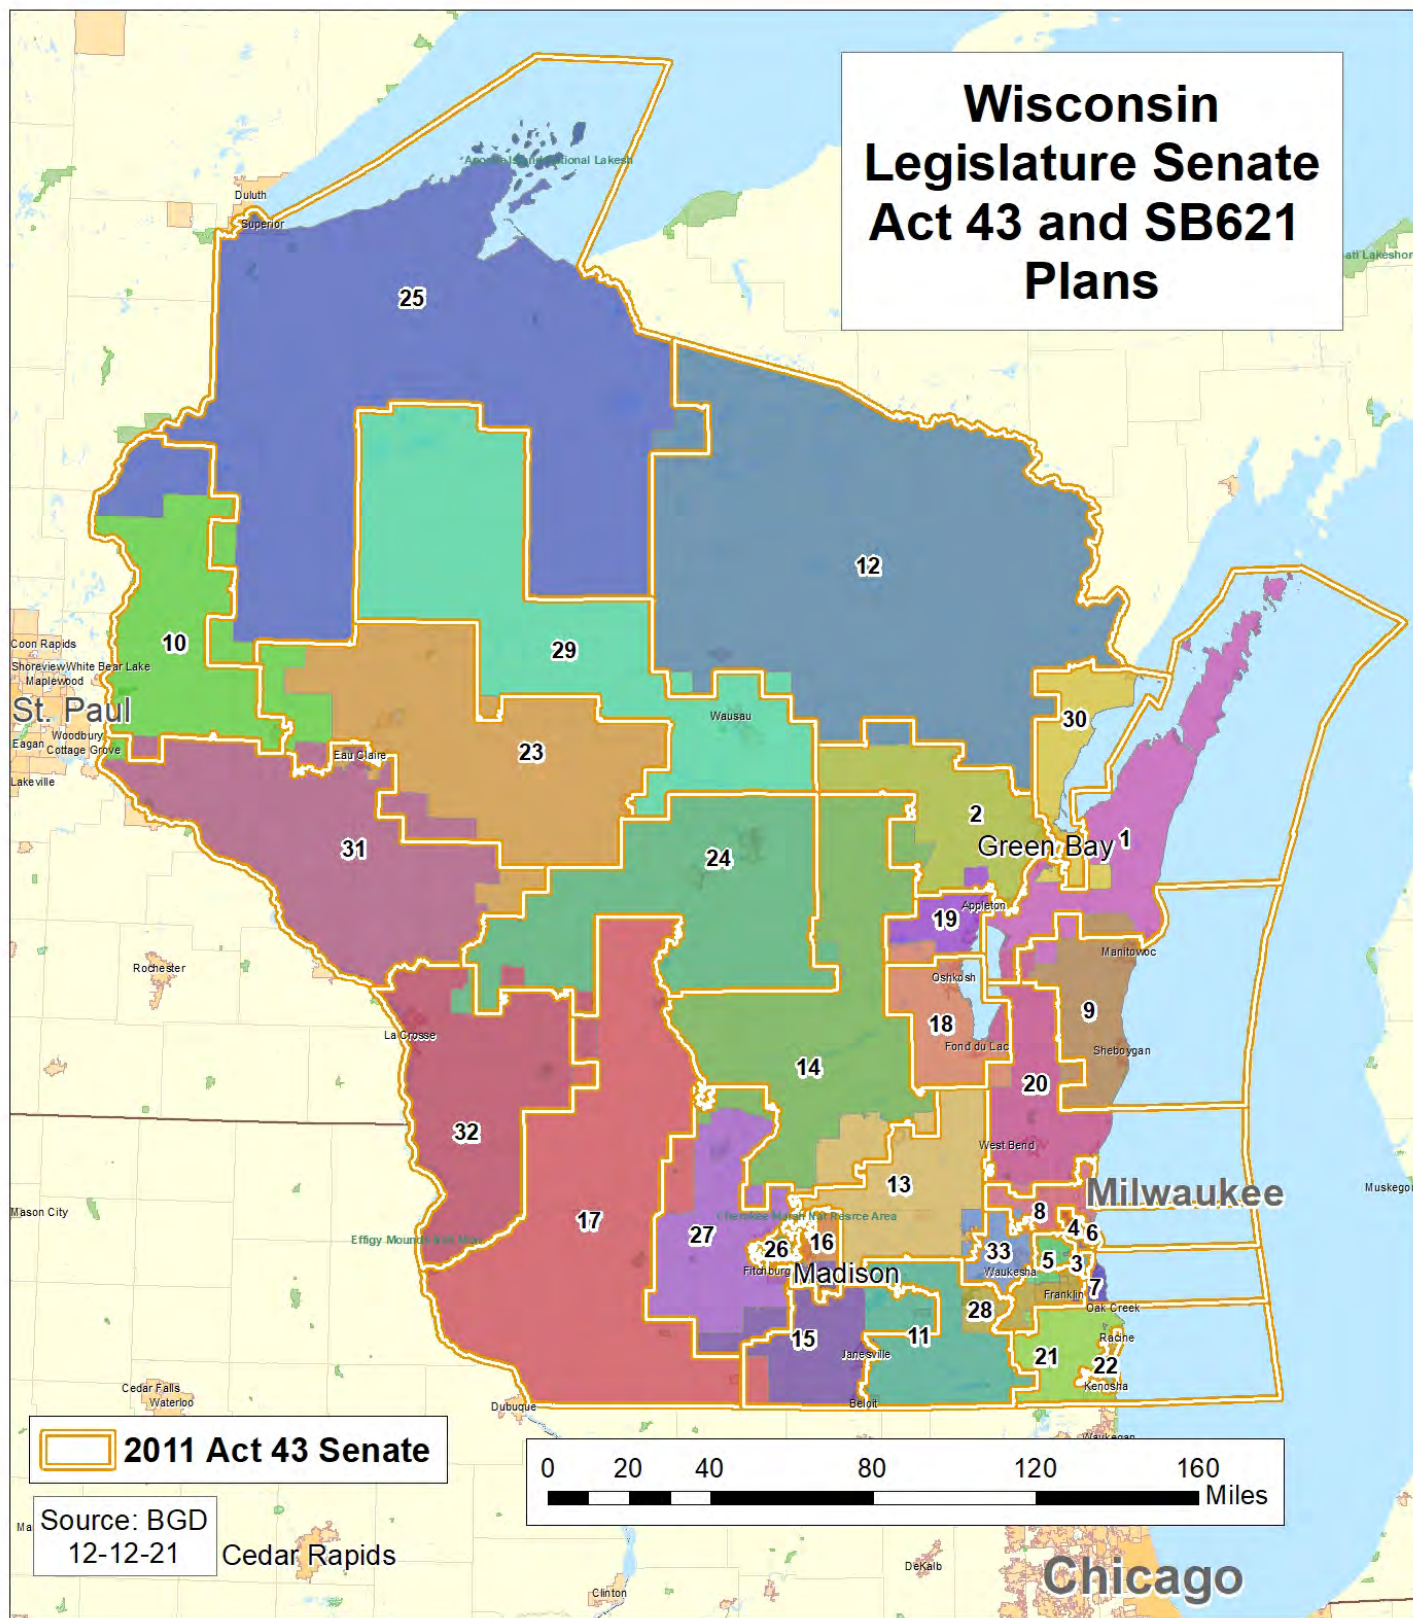 Wisconsin
Legislature Senate
Act 43 and SB621
Plans
Duluth
Superior
25
12
10
Coon Rapids
Shoreview White Bear Lake
Maplewood
St. Paul
Woodbury
Eagan
Cottage Grove
Lakeville
29
Wausau
30
23
Eau Claire
2
Green Bay
1
31
24
Appleton
19
Manitowoc
Rochester
Oshkosh
La Crosse
18
9
Fond du Lac
Sheboygan
14
20
32
West Bend
13
Milwaukee
Muskegon
Mason City
17
8
4
6
Effigy Mounds
27
26
16
33
5
3
Fitchburg
Madison
Waukesha
Franklin
7
Oak Creek
28
15
11
Racine
Janesville
21
22
Kenosha
Cedar Falls
Waterloo
Dubuque
Beloit
Waukegan
2011 Act 43 Senate
0 20 40 80 120 160
Miles
Source: BGD
12-12-21
Cedar Rapids
DeKalb
Chicago
Clinton